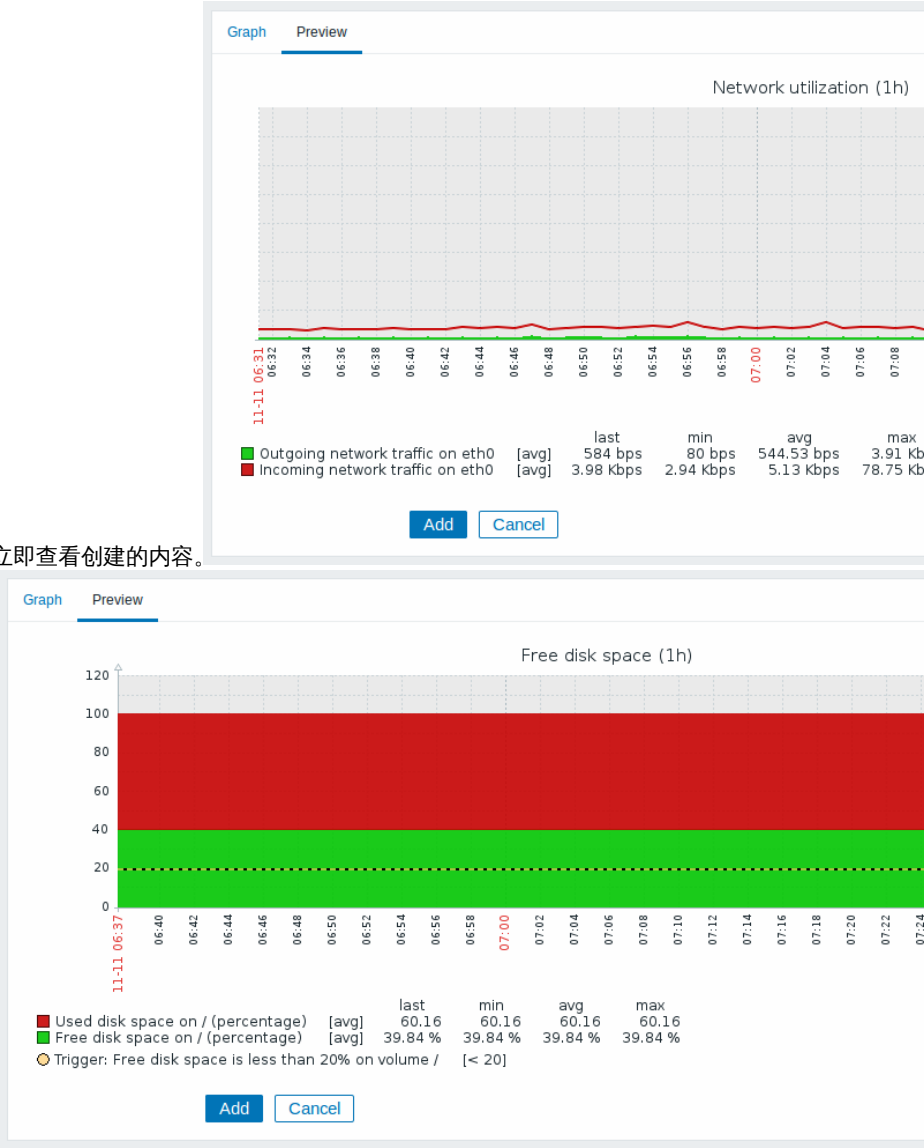 Graph Preview
Network utilization (1h)
11-11 06:31 06:32 06:34 06:36 06:38 06:40 06:42 06:44 06:46 06:48 06:50 06:52 06:54 06:56 06:58 07:00 07:02 07:04 07:06 07:08
last min avg max
Outgoing network traffic on eth0 [avg] 584 bps 80 bps 544.53 bps 3.91 Kb
Incoming network traffic on eth0 [avg] 3.98 Kbps 2.94 Kbps 5.13 Kbps 78.75 Kb
Add Cancel
立即查看创建的内容。
Graph Preview
Free disk space (1h)
120
100
80
60
40
20
0
11-11 06:37 06:40 06:42 06:44 06:46 06:48 06:50 06:52 06:54 06:56 06:58 07:00 07:02 07:04 07:06 07:08 07:10 07:12 07:14 07:16 07:18 07:20 07:22 07:24
last min avg max
Used disk space on / (percentage) [avg] 60.16 60.16 60.16 60.16
Free disk space on / (percentage) [avg] 39.84 % 39.84 % 39.84 % 39.84 %
Trigger: Free disk space is less than 20% on volume / [< 20]
Add Cancel